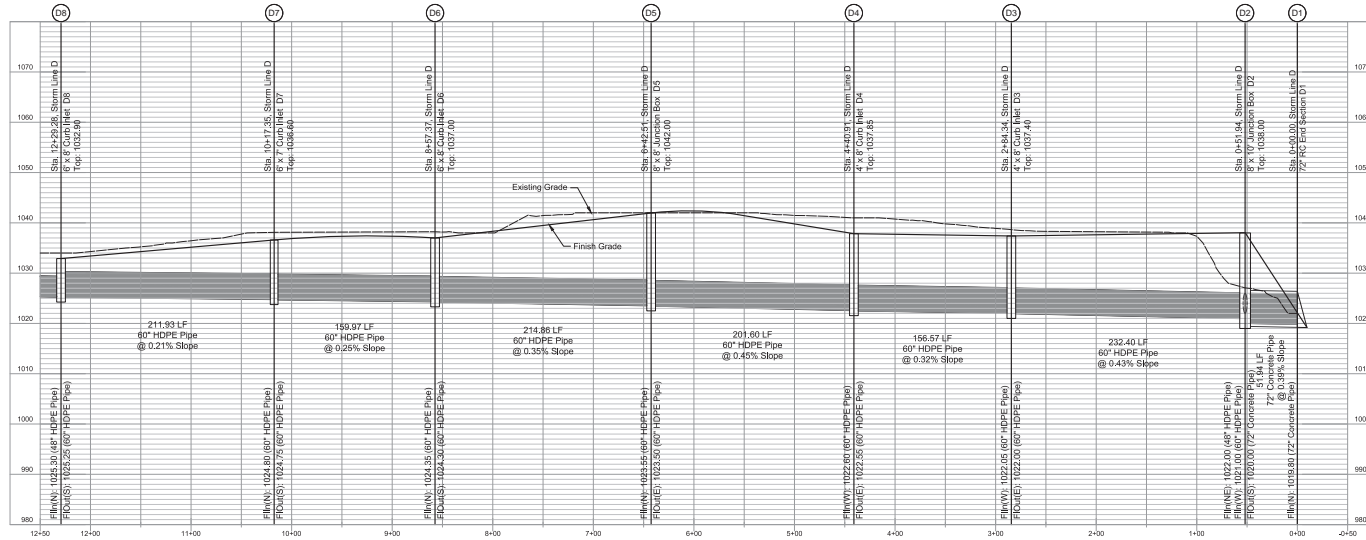 D8
D7
D6
D5
D4
D3
D2
D1
Sta. 12+29.28, Storm Line D
6' x 8' Curb Inlet D8
Top: 1032.90
Sta. 10+17.35, Storm Line D
6' x 7' Curb Inlet D7
Top: 1036.60
Sta. 8+57.37, Storm Line D
6' x 8' Curb Inlet D6
Top: 1037.00
Sta. 6+42.51, Storm Line D
8' x 8' Junction Box D5
Top: 1042.00
Sta. 4+40.91, Storm Line D
4' x 8' Curb Inlet D4
Top: 1037.85
Sta. 2+84.34, Storm Line D
4' x 8' Curb Inlet D3
Top: 1037.40
Sta. 0+51.94, Storm Line D
8' x 10' Junction Box D2
Top: 1038.00
Sta. 0+00.00, Storm Line D
72" RC End Section D1
1070
1060
1050
1040
1030
1020
1010
1000
990
980
107
106
105
104
103
102
101
100
990
980
Existing Grade
Finish Grade
211.93 LF
60" HDPE Pipe
@ 0.21% Slope
159.97 LF
60" HDPE Pipe
@ 0.25% Slope
214.86 LF
60" HDPE Pipe
@ 0.35% Slope
201.60 LF
60" HDPE Pipe
@ 0.45% Slope
156.57 LF
60" HDPE Pipe
@ 0.32% Slope
232.40 LF
60" HDPE Pipe
@ 0.43% Slope
51.94 LF
72" Concrete Pipe
@ 0.39% Slope
FlIn(N): 1025.30 (48" HDPE Pipe)
FlOut(S): 1025.25 (60" HDPE Pipe)
FlIn(N): 1024.80 (60" HDPE Pipe)
FlOut(S): 1024.75 (60" HDPE Pipe)
FlIn(N): 1024.35 (60" HDPE Pipe)
FlOut(S): 1024.30 (60" HDPE Pipe)
FlIn(N): 1023.55 (60" HDPE Pipe)
FlOut(E): 1023.50 (60" HDPE Pipe)
FlIn(W): 1022.60 (60" HDPE Pipe)
FlOut(E): 1022.55 (60" HDPE Pipe)
FlIn(W): 1022.05 (60" HDPE Pipe)
FlOut(E): 1022.00 (60" HDPE Pipe)
FlIn(NE): 1022.00 (48" HDPE Pipe)
FlIn(W): 1021.00 (60" HDPE Pipe)
FlOut(S): 1020.00 (72" Concrete Pipe)
FlIn(N): 1019.80 (72" Concrete Pipe)
12+50
12+00
11+00
10+00
9+00
8+00
7+00
6+00
5+00
4+00
3+00
2+00
1+00
0+00
-0+50